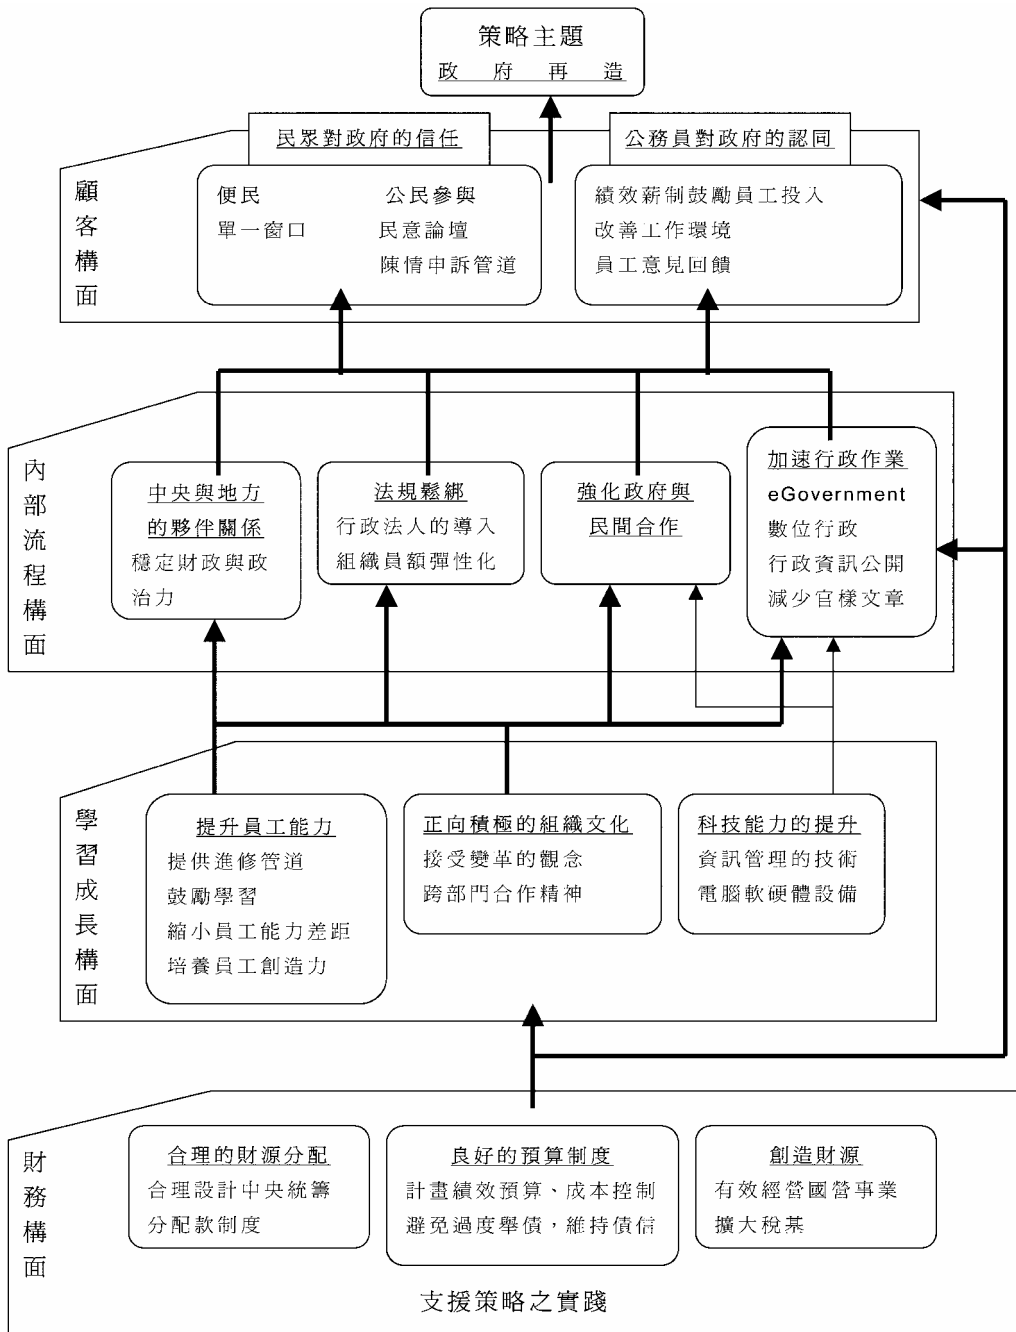 策略主題
政府再造
民眾對政府的信任
公務員對政府的認同
顧客構面
便民 公民參與
單一窗口 民意論壇
陳情申訴管道
績效薪制鼓勵員工投入
改善工作環境
員工意見回饋
內部流程構面
中央與地方
的夥伴關係
穩定財政與政
治力
法規鬆綁
行政法人的導入
組織員額彈性化
強化政府與
民間合作
加速行政作業
eGovernment
數位行政
行政資訊公開
減少官樣文章
學習成長構面
提升員工能力
提供進修管道
鼓勵學習
縮小員工能力差距
培養員工創造力
正向積極的組織文化
接受變革的觀念
跨部門合作精神
科技能力的提升
資訊管理的技術
電腦軟硬體設備
財務構面
合理的財源分配
合理設計中央統籌
分配款制度
良好的預算制度
計畫績效預算、成本控制
避免過度舉債，維持債信
創造財源
有效經營國營事業
擴大稅基
支援策略之實踐